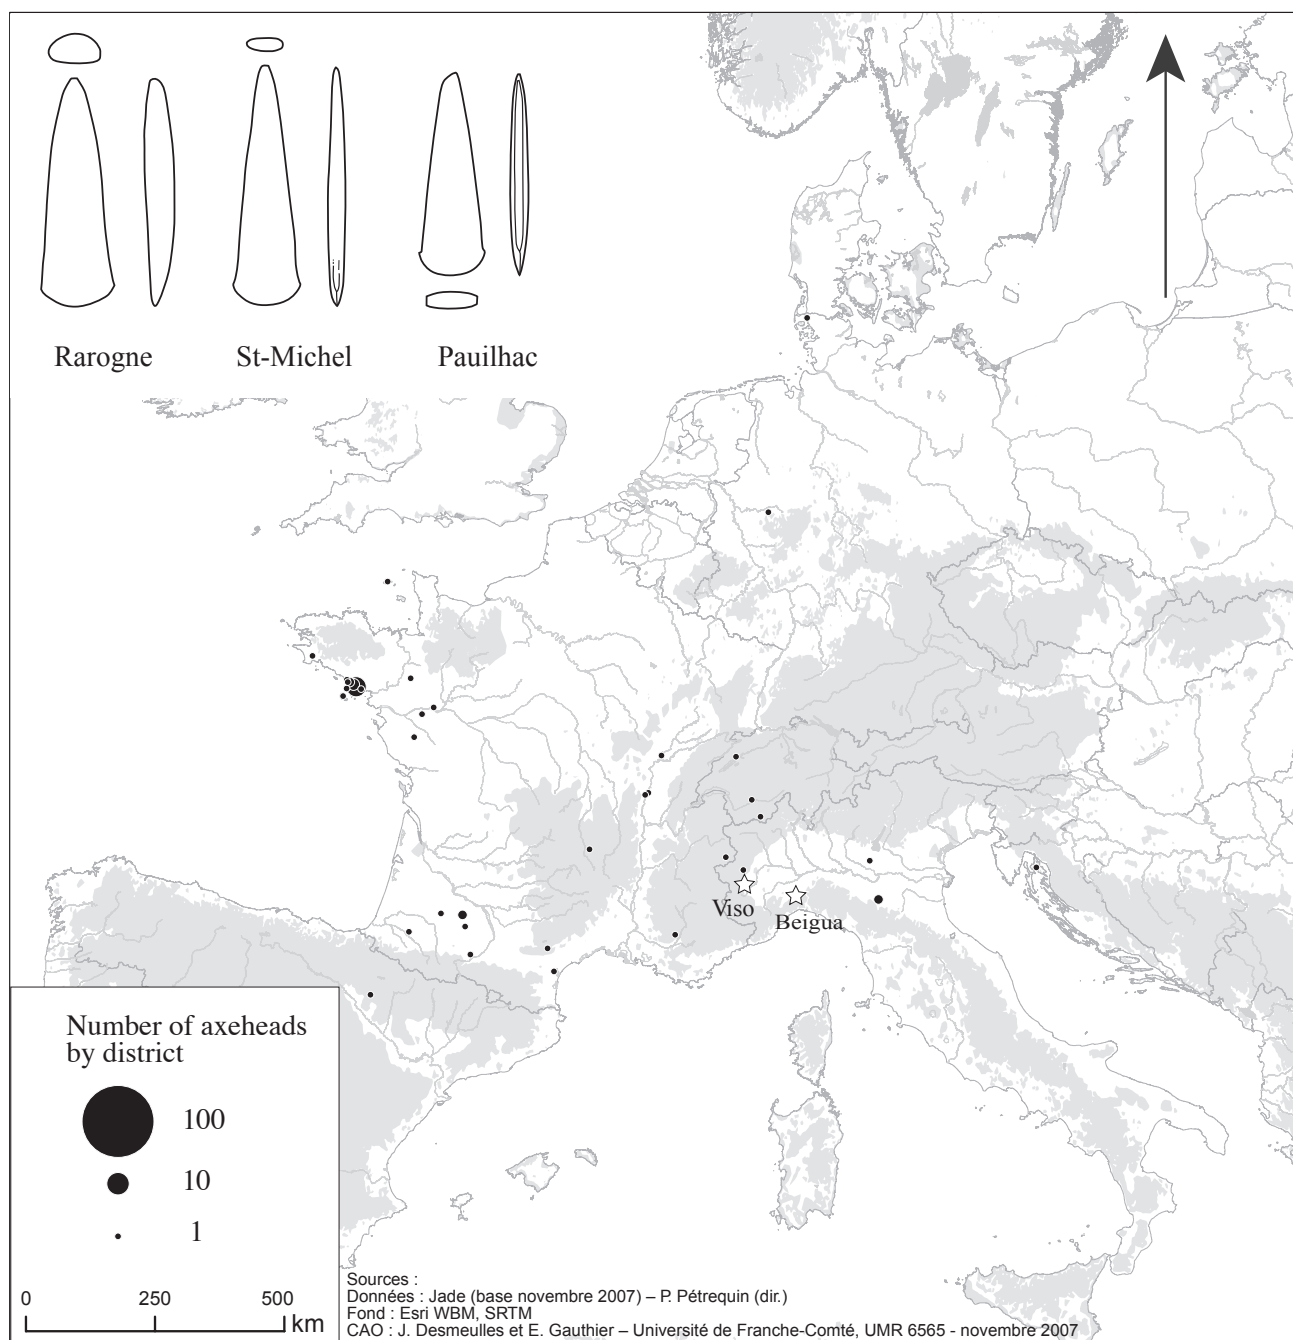 Rarogne St-Michel Pauilhac
Viso
Beigua
Number of axeheads
by district
100
10
1
0 250 500
km
Sources :
Données : Jade (base novembre 2007) – P. Pétrequin (dir.)
Fond : Esri WBM, SRTM
CAO : J. Desmeulles et E. Gauthier – Université de Franche-Comté, UMR 6565 - novembre 2007